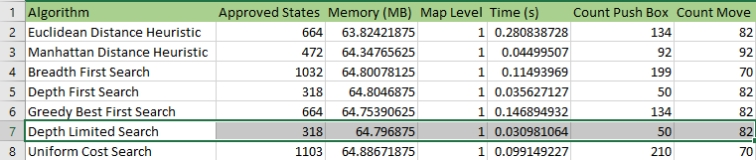 1 Algorithm Approved States Memory (MB) Map Level Time (s) Count Push Box Count Move
2 Euclidean Distance Heuristic 664 63.82421875 1 0.280838728 134 82
3 Manhattan Distance Heuristic 472 64.34765625 1 0.04499507 92 92
4 Breadth First Search 1032 64.80078125 1 0.11493969 199 70
5 Depth First Search 318 64.8046875 1 0.035627127 50 82
6 Greedy Best First Search 664 64.75390625 1 0.146894932 134 82
7 Depth Limited Search 318 64.796875 1 0.030981064 50 82
8 Uniform Cost Search 1103 64.88671875 1 0.099149227 210 70